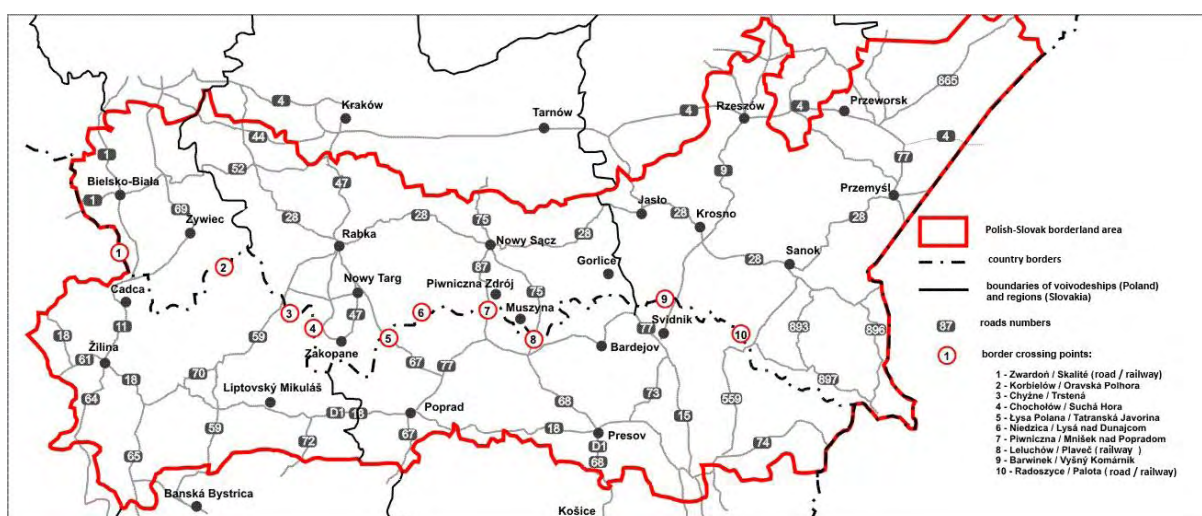 865
4
Kraków
Tarnów
Rzeszów
Przeworsk
4
4
4
44
1
52
77
Bielsko-Biała
47
9
Przemyśl
1
69
Żywiec
28
28
75
Jasło
28
Krosno
28
Rabka
Nowy Sącz
28
Sanok
28
1
2
87
Gorlice
Nowy Targ
Piwniczna Zdrój
Čadca
Muszyna
75
3
4
47
6
7
9
Svidnik
11
18
59
5
8
77
10
893
896
Zakopane
Bardejov
Žilina
61
67
77
18
70
64
Liptovský Mikuláš
73
559
897
D1
18
Poprad
68
15
59
67
18
Presov
D1
68
72
74
65
Banská Bystrica
Košice
Polish-Slovak borderland area
country borders
boundaries of voivodeships (Poland)
and regions (Slovakia)
87 roads numbers
1 border crossing points:
1 - Zwardoń / Skalité (road / railway)
2 - Korbielów / Oravská Polhora
3 - Chyżne / Trstená
4 - Chochołów / Suchá Hora
5 - Łysa Polana / Tatranská Javorina
6 - Niedzica / Lysá nad Dunajcom
7 - Piwniczna / Mníšek nad Popradom
8 - Leluchów / Plaveč ( railway )
9 - Barwinek / Vyšný Komárnik
10 - Radoszyce / Palota ( road / railway)